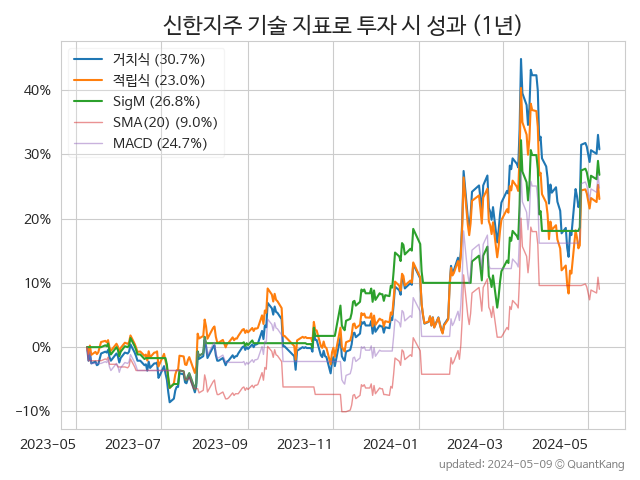 신한지주 기술 지표로 투자 시 성과 (1년)
거치식 (30.7%)
적립식 (23.0%)
SigM (26.8%)
SMA(20) (9.0%)
MACD (24.7%)
40%
30%
20%
10%
0%
−10%
2023-05 2023-07 2023-09 2023-11 2024-01 2024-03 2024-05
updated: 2024-05-09 © QuantKang